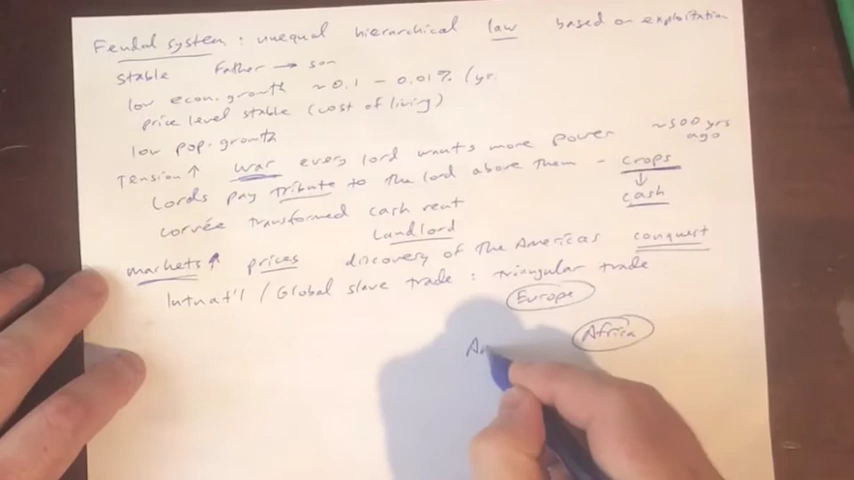 Feudal system: unequal hierarchical law based on exploitation
stable Father → son
low econ. growth ~0.1 - 0.01% (yr.
price level stable (cost of living)
low pop. growth
Tension ↑ war every lord wants more power ~500 yrs ago
Lords pay tribute to the lord above them - crops
↓
cash
corvée transformed cash rent
Landlord
markets ↑ prices discovery of the Americas conquest
Intnat'l / Global slave trade: triangular trade
Europe
Africa